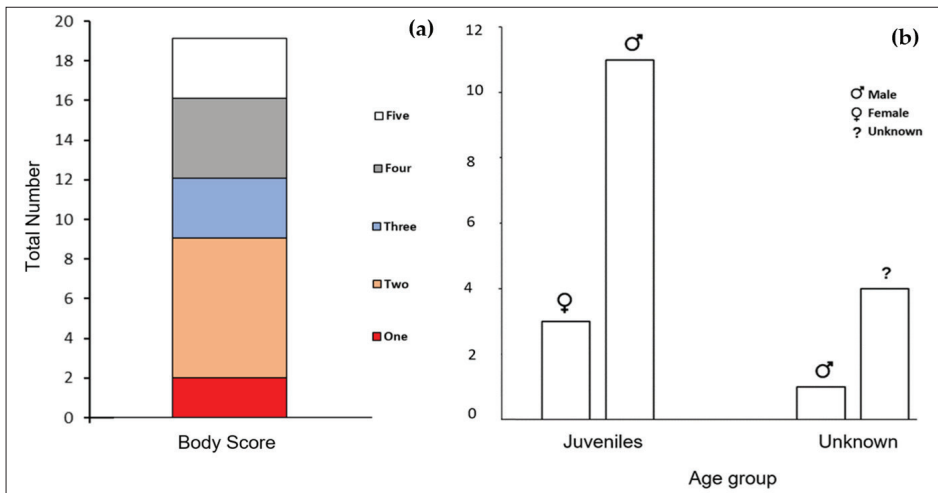 (a)
Total Number
20
18
16
14
12
10
8
6
4
2
0
Five
Four
Three
Two
One
Body Score
(b)
12
10
8
6
4
2
0
♂ Male
♀ Female
? Unknown
♀
♂
♂
?
Juveniles
Unknown
Age group